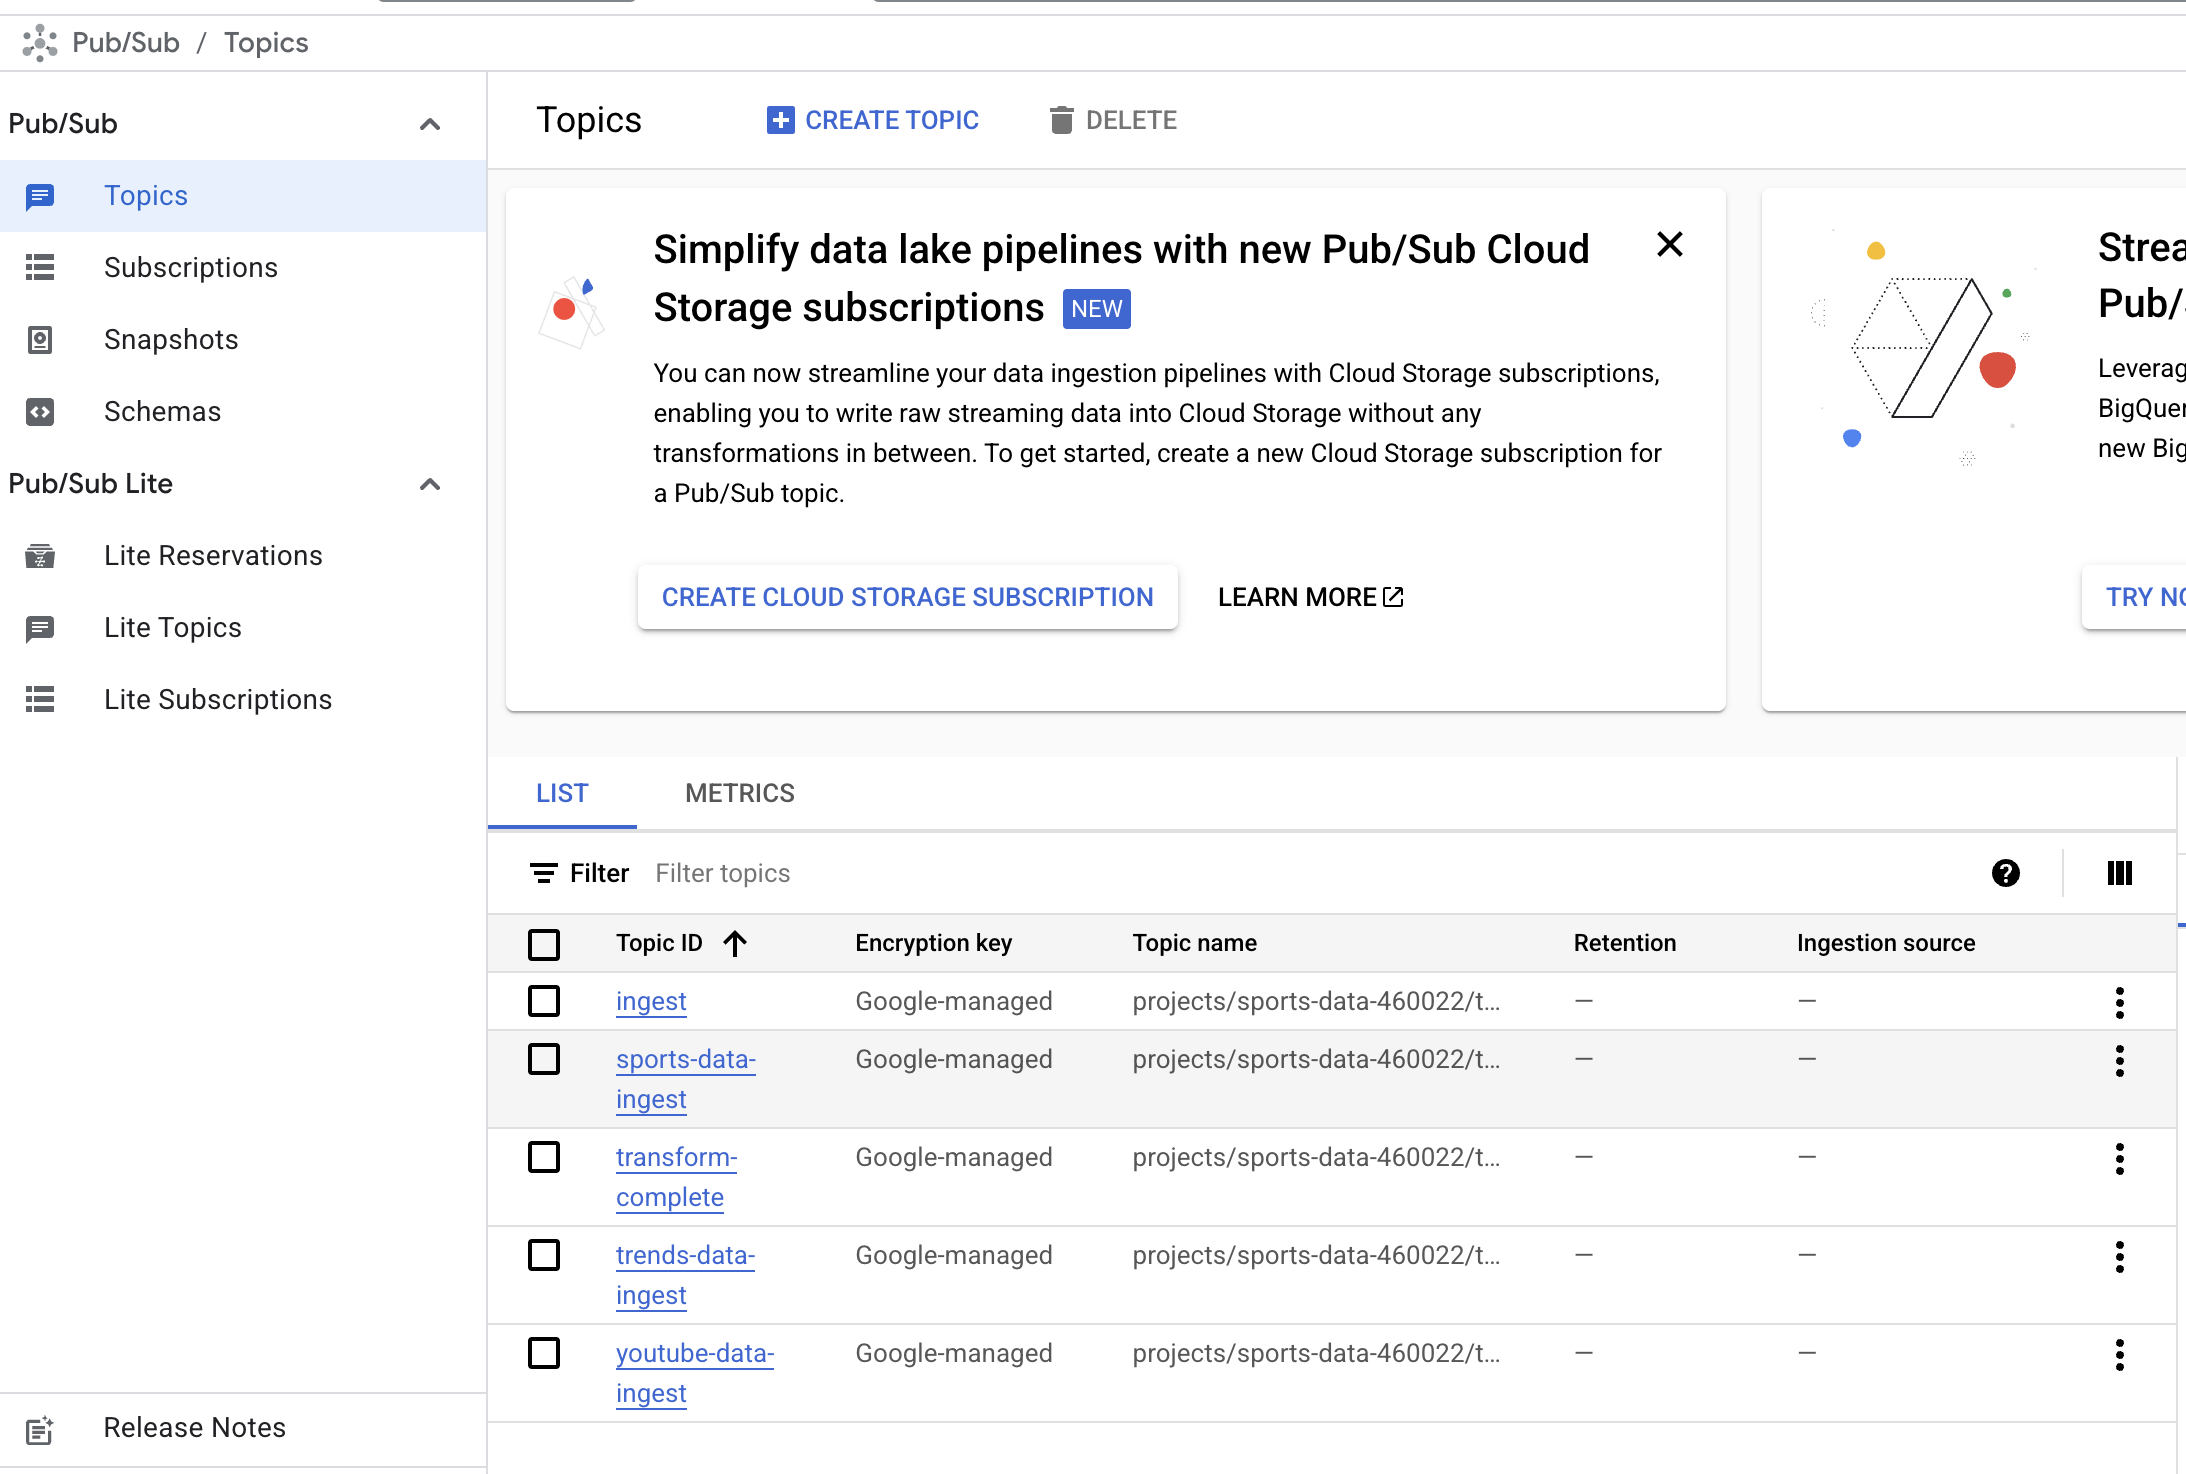 Pub/Sub / Topics
Pub/Sub
Topics
Subscriptions
Snapshots
Schemas
Pub/Sub Lite
Lite Reservations
Lite Topics
Lite Subscriptions
Release Notes
Topics CREATE TOPIC DELETE
Simplify data lake pipelines with new Pub/Sub Cloud
Storage subscriptions NEW
You can now streamline your data ingestion pipelines with Cloud Storage subscriptions,
enabling you to write raw streaming data into Cloud Storage without any
transformations in between. To get started, create a new Cloud Storage subscription for
a Pub/Sub topic.
CREATE CLOUD STORAGE SUBSCRIPTION LEARN MORE
Pub/
new
TRY
LIST METRICS
Filter Filter topics
Topic ID Encryption key Topic name Retention Ingestion source
ingest Google-managed projects/sports-data-460022/t... — —
sports-data- Google-managed projects/sports-data-460022/t... — —
ingest
transform- Google-managed projects/sports-data-460022/t... — —
complete
trends-data- Google-managed projects/sports-data-460022/t... — —
ingest
youtube-data- Google-managed projects/sports-data-460022/t... — —
ingest